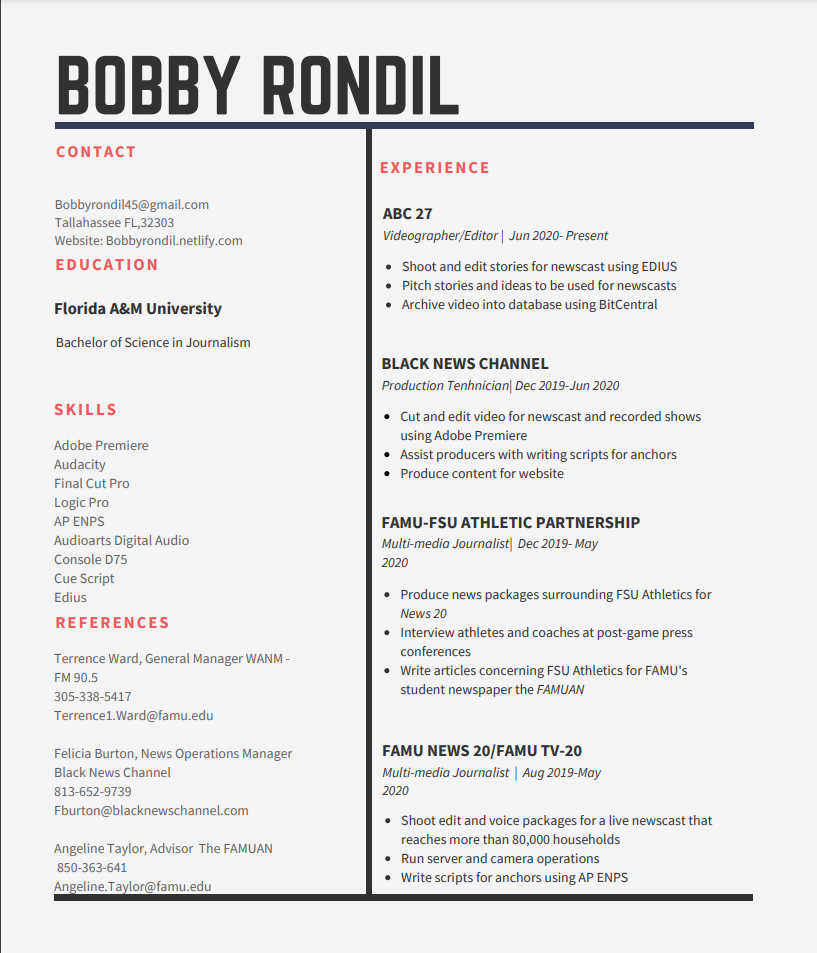 BOBBY RONDIL
CONTACT
Bobbyrondil45@gmail.com
Tallahassee FL,32303
Website: Bobbyrondil.netlify.com
EDUCATION
Florida A&M University
Bachelor of Science in Journalism
SKILLS
Adobe Premiere
Audacity
Final Cut Pro
Logic Pro
AP ENPS
Audioarts Digital Audio
Console D75
Cue Script
Edius
REFERENCES
Terrence Ward, General Manager WANM -
FM 90.5
305-338-5417
Terrence1.Ward@famu.edu
Felicia Burton, News Operations Manager
Black News Channel
813-652-9739
Fburton@blacknewschannel.com
Angeline Taylor, Advisor The FAMUAN
850-363-641
Angeline.Taylor@famu.edu
EXPERIENCE
ABC 27
Videographer/Editor | Jun 2020- Present
• Shoot and edit stories for newscast using EDIUS
• Pitch stories and ideas to be used for newscasts
• Archive video into database using BitCentral
BLACK NEWS CHANNEL
Production Tenhnician| Dec 2019-Jun 2020
• Cut and edit video for newscast and recorded shows
using Adobe Premiere
• Assist producers with writing scripts for anchors
• Produce content for website
FAMU-FSU ATHLETIC PARTNERSHIP
Multi-media Journalist| Dec 2019- May
2020
• Produce news packages surrounding FSU Athletics for
News 20
• Interview athletes and coaches at post-game press
conferences
• Write articles concerning FSU Athletics for FAMU's
student newspaper the FAMUAN
FAMU NEWS 20/FAMU TV-20
Multi-media Journalist | Aug 2019-May
2020
• Shoot edit and voice packages for a live newscast that
reaches more than 80,000 households
• Run server and camera operations
• Write scripts for anchors using AP ENPS